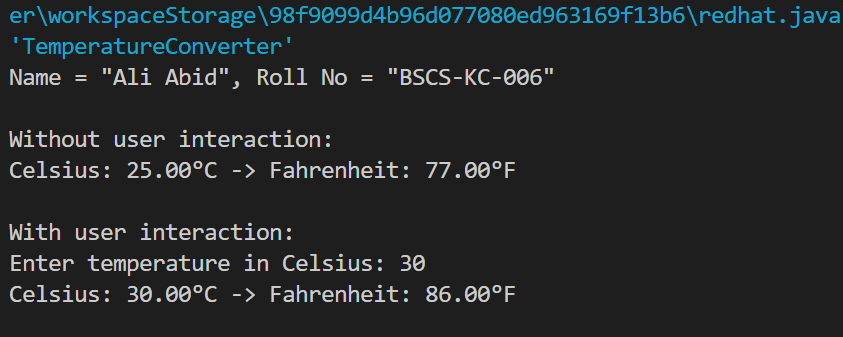 er\workspaceStorage\98f9099d4b96d077080ed963169f13b6\redhat.java
'TemperatureConverter'
Name = "Ali Abid", Roll No = "BSCS-KC-006"
Without user interaction:
Celsius: 25.00°C -> Fahrenheit: 77.00°F
With user interaction:
Enter temperature in Celsius: 30
Celsius: 30.00°C -> Fahrenheit: 86.00°F